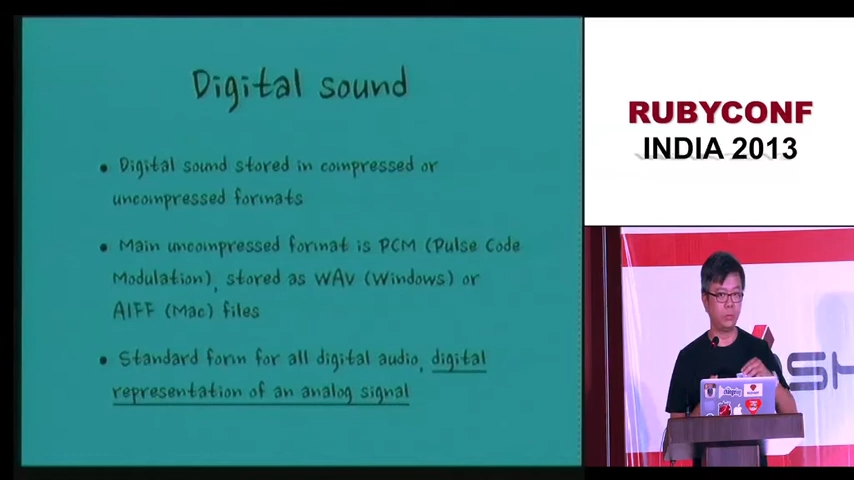 Digital sound
• Digital sound stored in compressed or
uncompressed formats
• Main uncompressed format is PCM (Pulse Code
Modulation), stored as WAV (Windows) or
AIFF (Mac) files
• Standard form for all digital audio, digital
representation of an analog signal
RUBYCONF
INDIA 2013
ASH